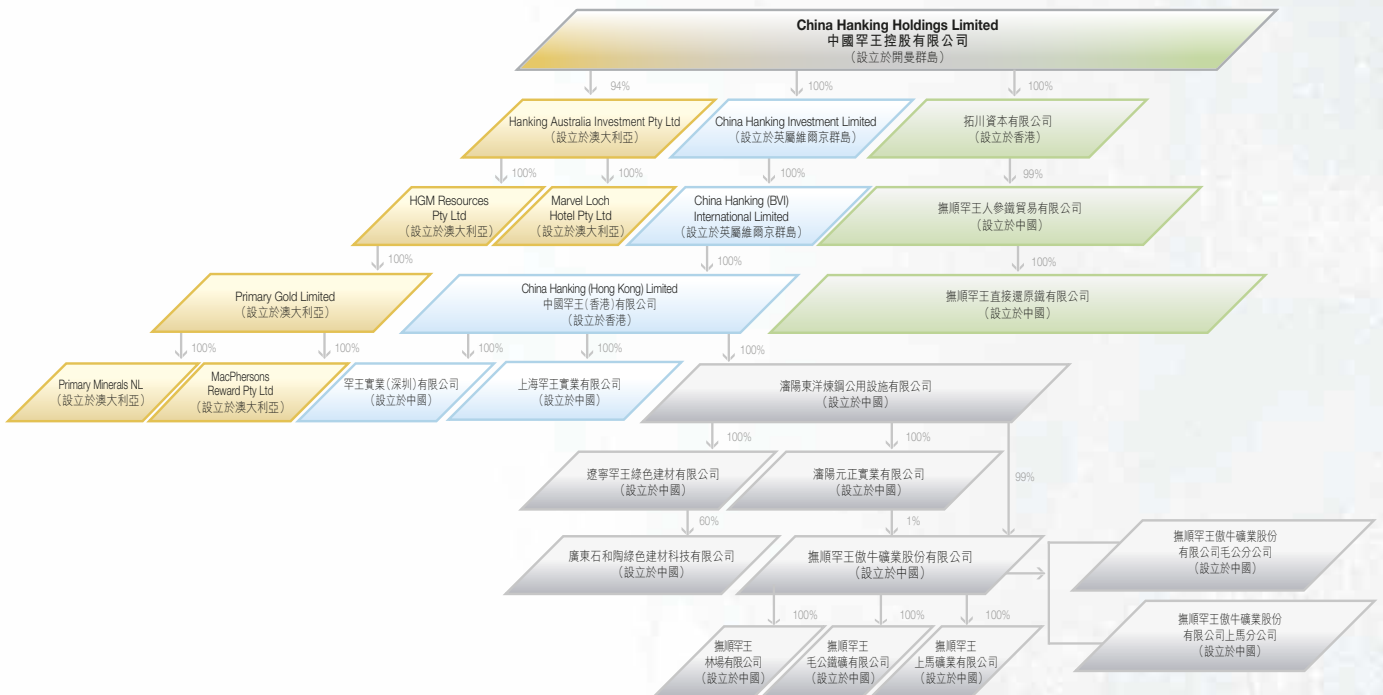 China Hanking Holdings Limited
中國罕王控股有限公司
（設立於開曼群島）
94%
100%
100%
Hanking Australia Investment Pty Ltd
（設立於澳大利亞）
China Hanking Investment Limited
（設立於英屬維爾京群島）
拓川資本有限公司
（設立於香港）
100%
100%
100%
99%
HGM Resources
Pty Ltd
（設立於澳大利亞）
Marvel Loch
Hotel Pty Ltd
（設立於澳大利亞）
China Hanking (BVI)
International Limited
（設立於英屬維爾京群島）
撫順罕王人參鐵貿易有限公司
（設立於中國）
100%
100%
100%
Primary Gold Limited
（設立於澳大利亞）
China Hanking (Hong Kong) Limited
中國罕王（香港）有限公司
（設立於香港）
撫順罕王直接還原鐵有限公司
（設立於中國）
100%
100%
100%
100%
100%
Primary Minerals NL
（設立於澳大利亞）
MacPhersons
Reward Pty Ltd
（設立於澳大利亞）
罕王實業（深圳）有限公司
（設立於中國）
上海罕王實業有限公司
（設立於中國）
瀋陽東洋煉鋼公用設施有限公司
（設立於中國）
100%
100%
99%
遼寧罕王綠色建材有限公司
（設立於中國）
瀋陽元正實業有限公司
（設立於中國）
60%
1%
廣東石和陶綠色建材科技有限公司
（設立於中國）
撫順罕王傲牛礦業股份有限公司
（設立於中國）
撫順罕王傲牛礦業股份
有限公司毛公分公司
（設立於中國）
100%
100%
100%
撫順罕王
林場有限公司
（設立於中國）
撫順罕王
毛公鐵礦有限公司
（設立於中國）
撫順罕王
上馬礦業有限公司
（設立於中國）
撫順罕王傲牛礦業股份
有限公司上馬分公司
（設立於中國）